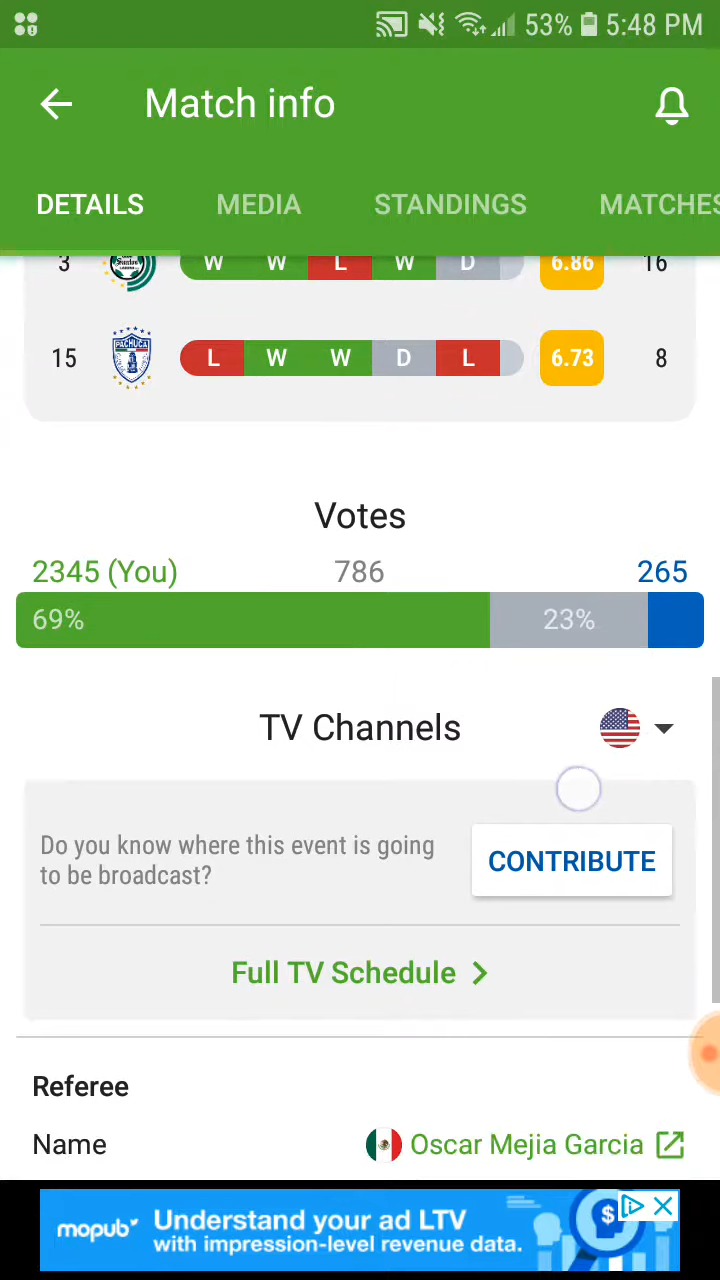 53% 5:48 PM
Match info
DETAILS MEDIA STANDINGS MATCHES
3 W W L W D 6.86 16
PACHUCA
15 L W W D L 6.73 8
Votes
2345 (You) 786 265
69% 23%
TV Channels
Do you know where this event is going
to be broadcast?
CONTRIBUTE
Full TV Schedule
Referee
Name Oscar Mejia Garcia
mopub Understand your ad LTV
with impression-level revenue data.
$